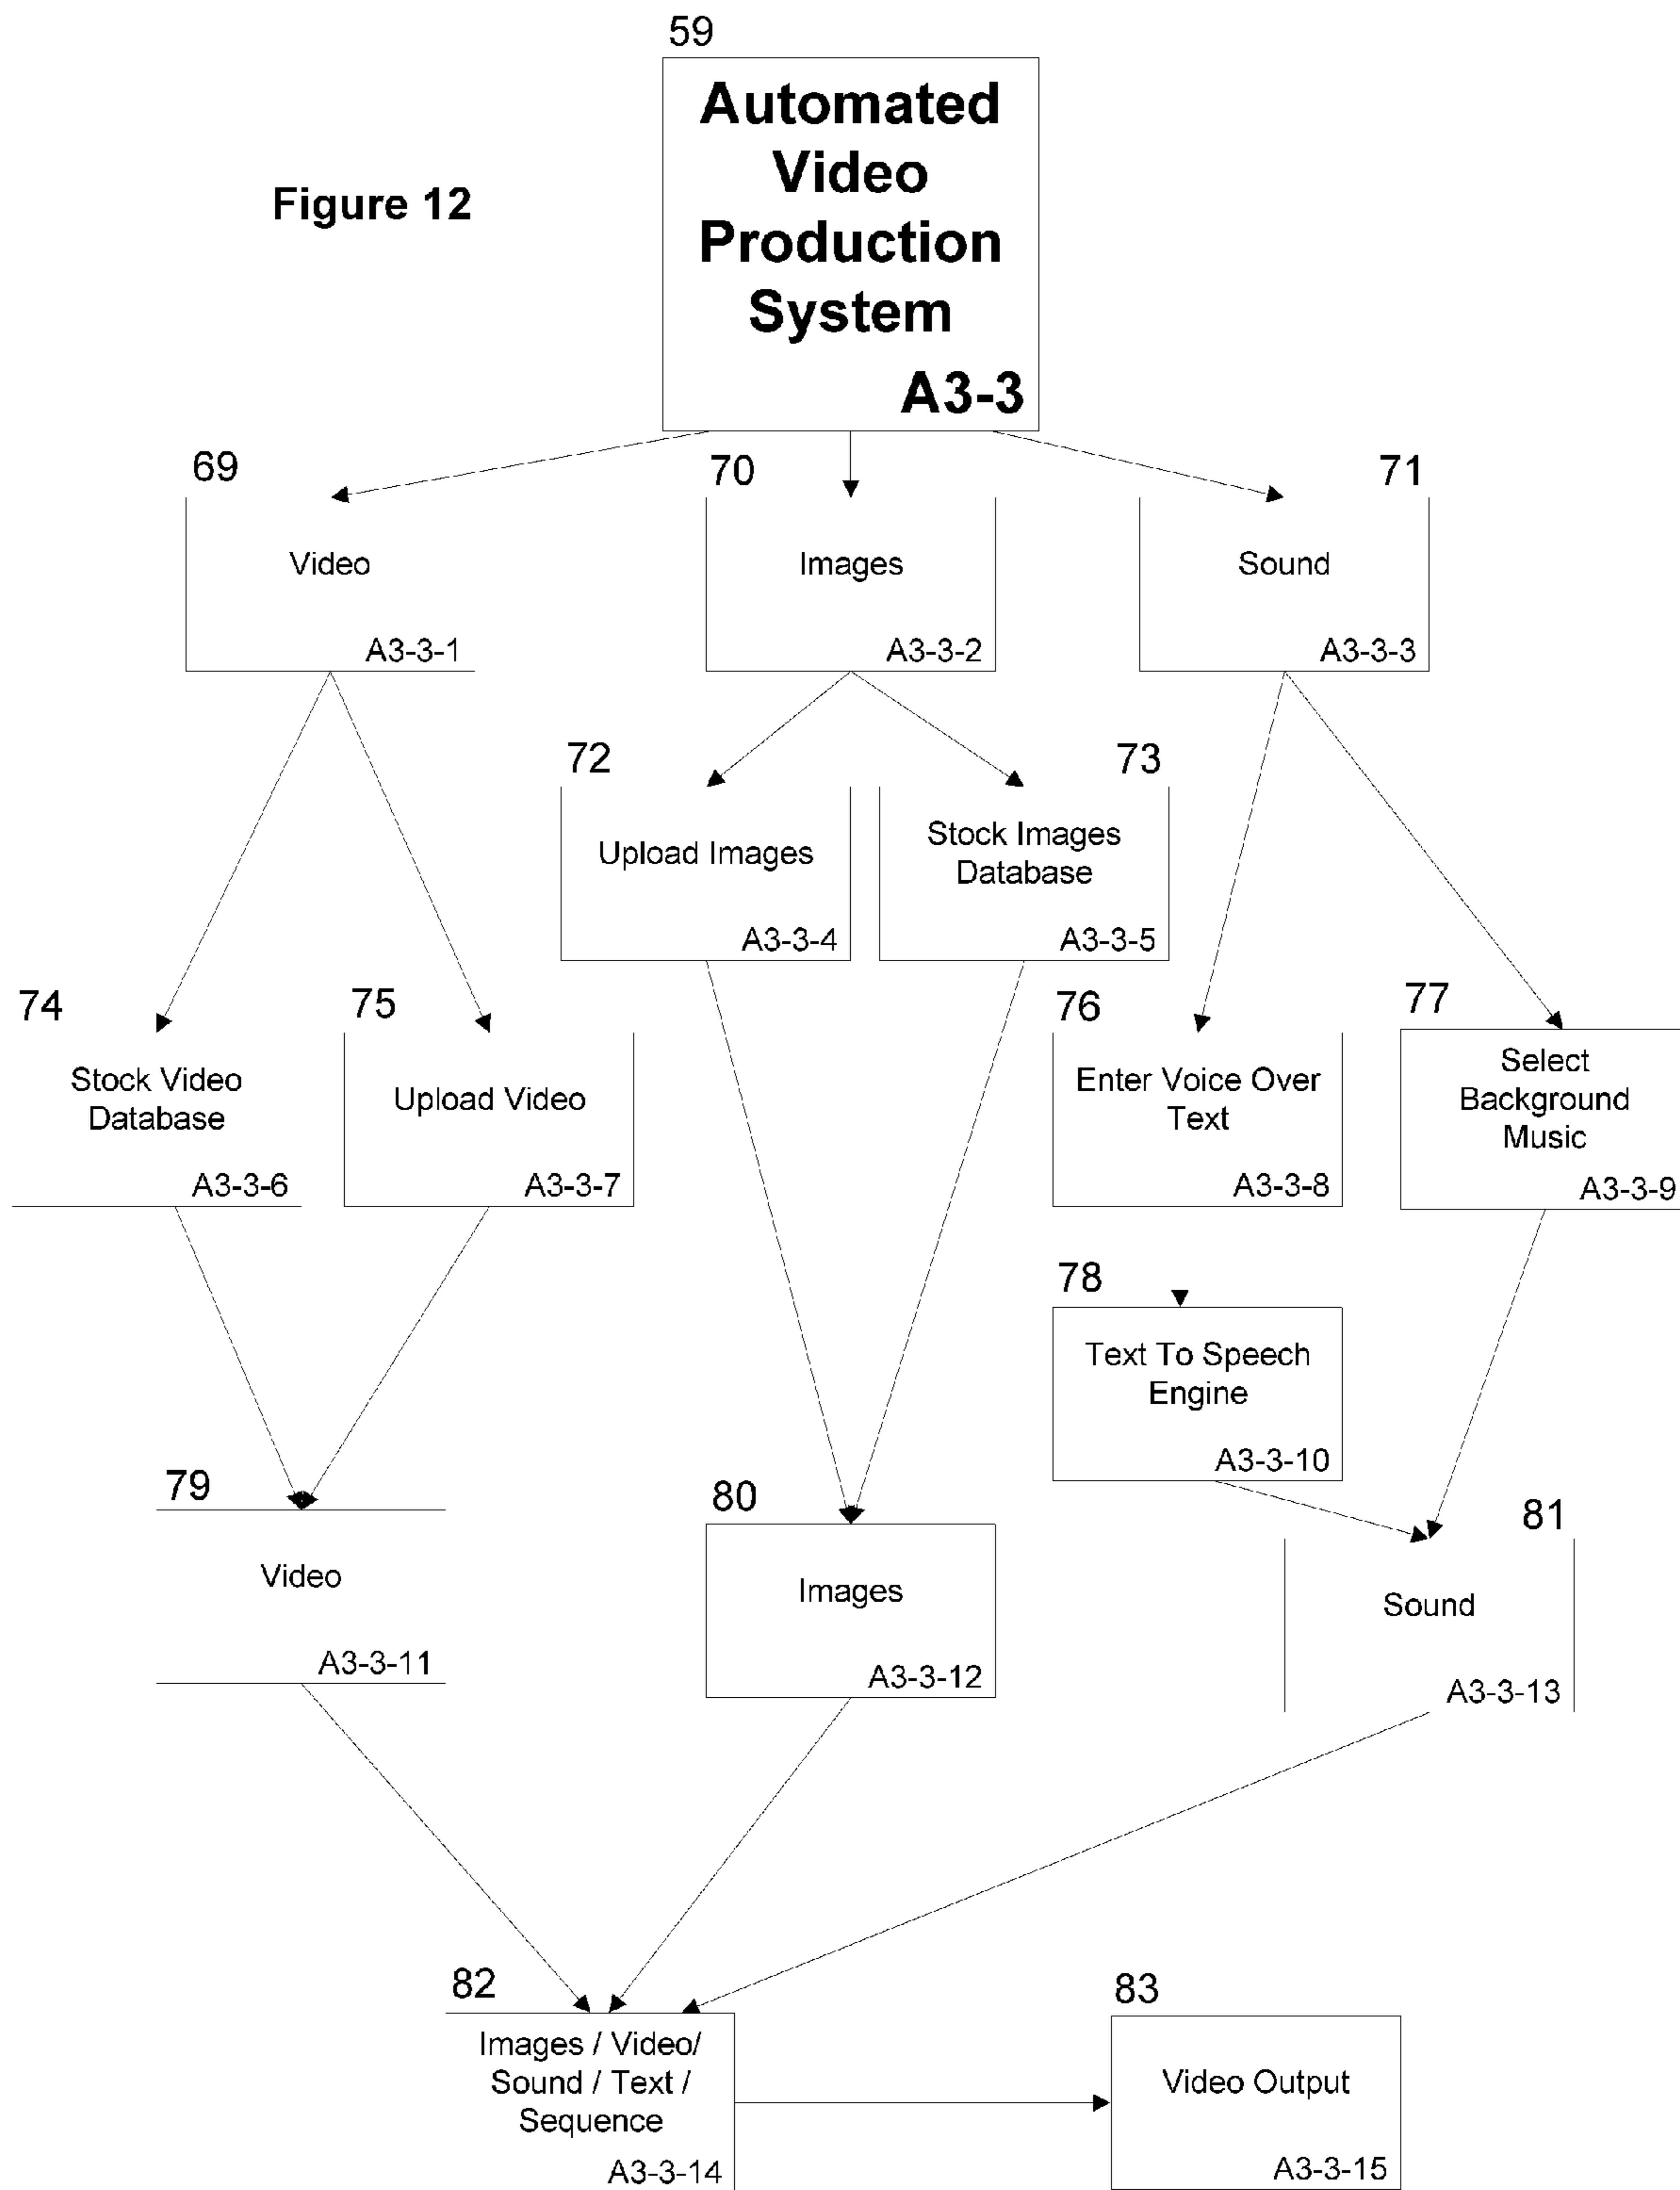 59
Automated
Video
Production
System
A3-3
Figure 12
69
Video
A3-3-1
70
Images
A3-3-2
71
Sound
A3-3-3
72
Upload Images
A3-3-4
73
Stock Images
Database
A3-3-5
74
Stock Video
Database
A3-3-6
75
Upload Video
A3-3-7
76
Enter Voice Over
Text
A3-3-8
77
Select
Background
Music
A3-3-9
78
Text To Speech
Engine
A3-3-10
79
Video
A3-3-11
80
Images
A3-3-12
81
Sound
A3-3-13
82
Images / Video/
Sound / Text /
Sequence
A3-3-14
83
Video Output
A3-3-15